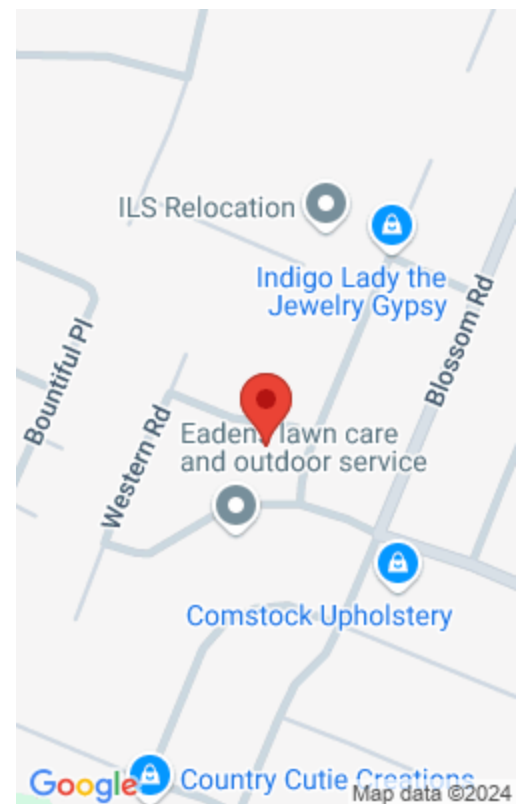 ILS Relocation
Indigo Lady the
Jewelry Gypsy
Blossom Rd
Bountiful Pl
Western Rd
Eadens lawn care
and outdoor service
Comstock Upholstery
Country Cutie Creations
Google
Map data ©2024